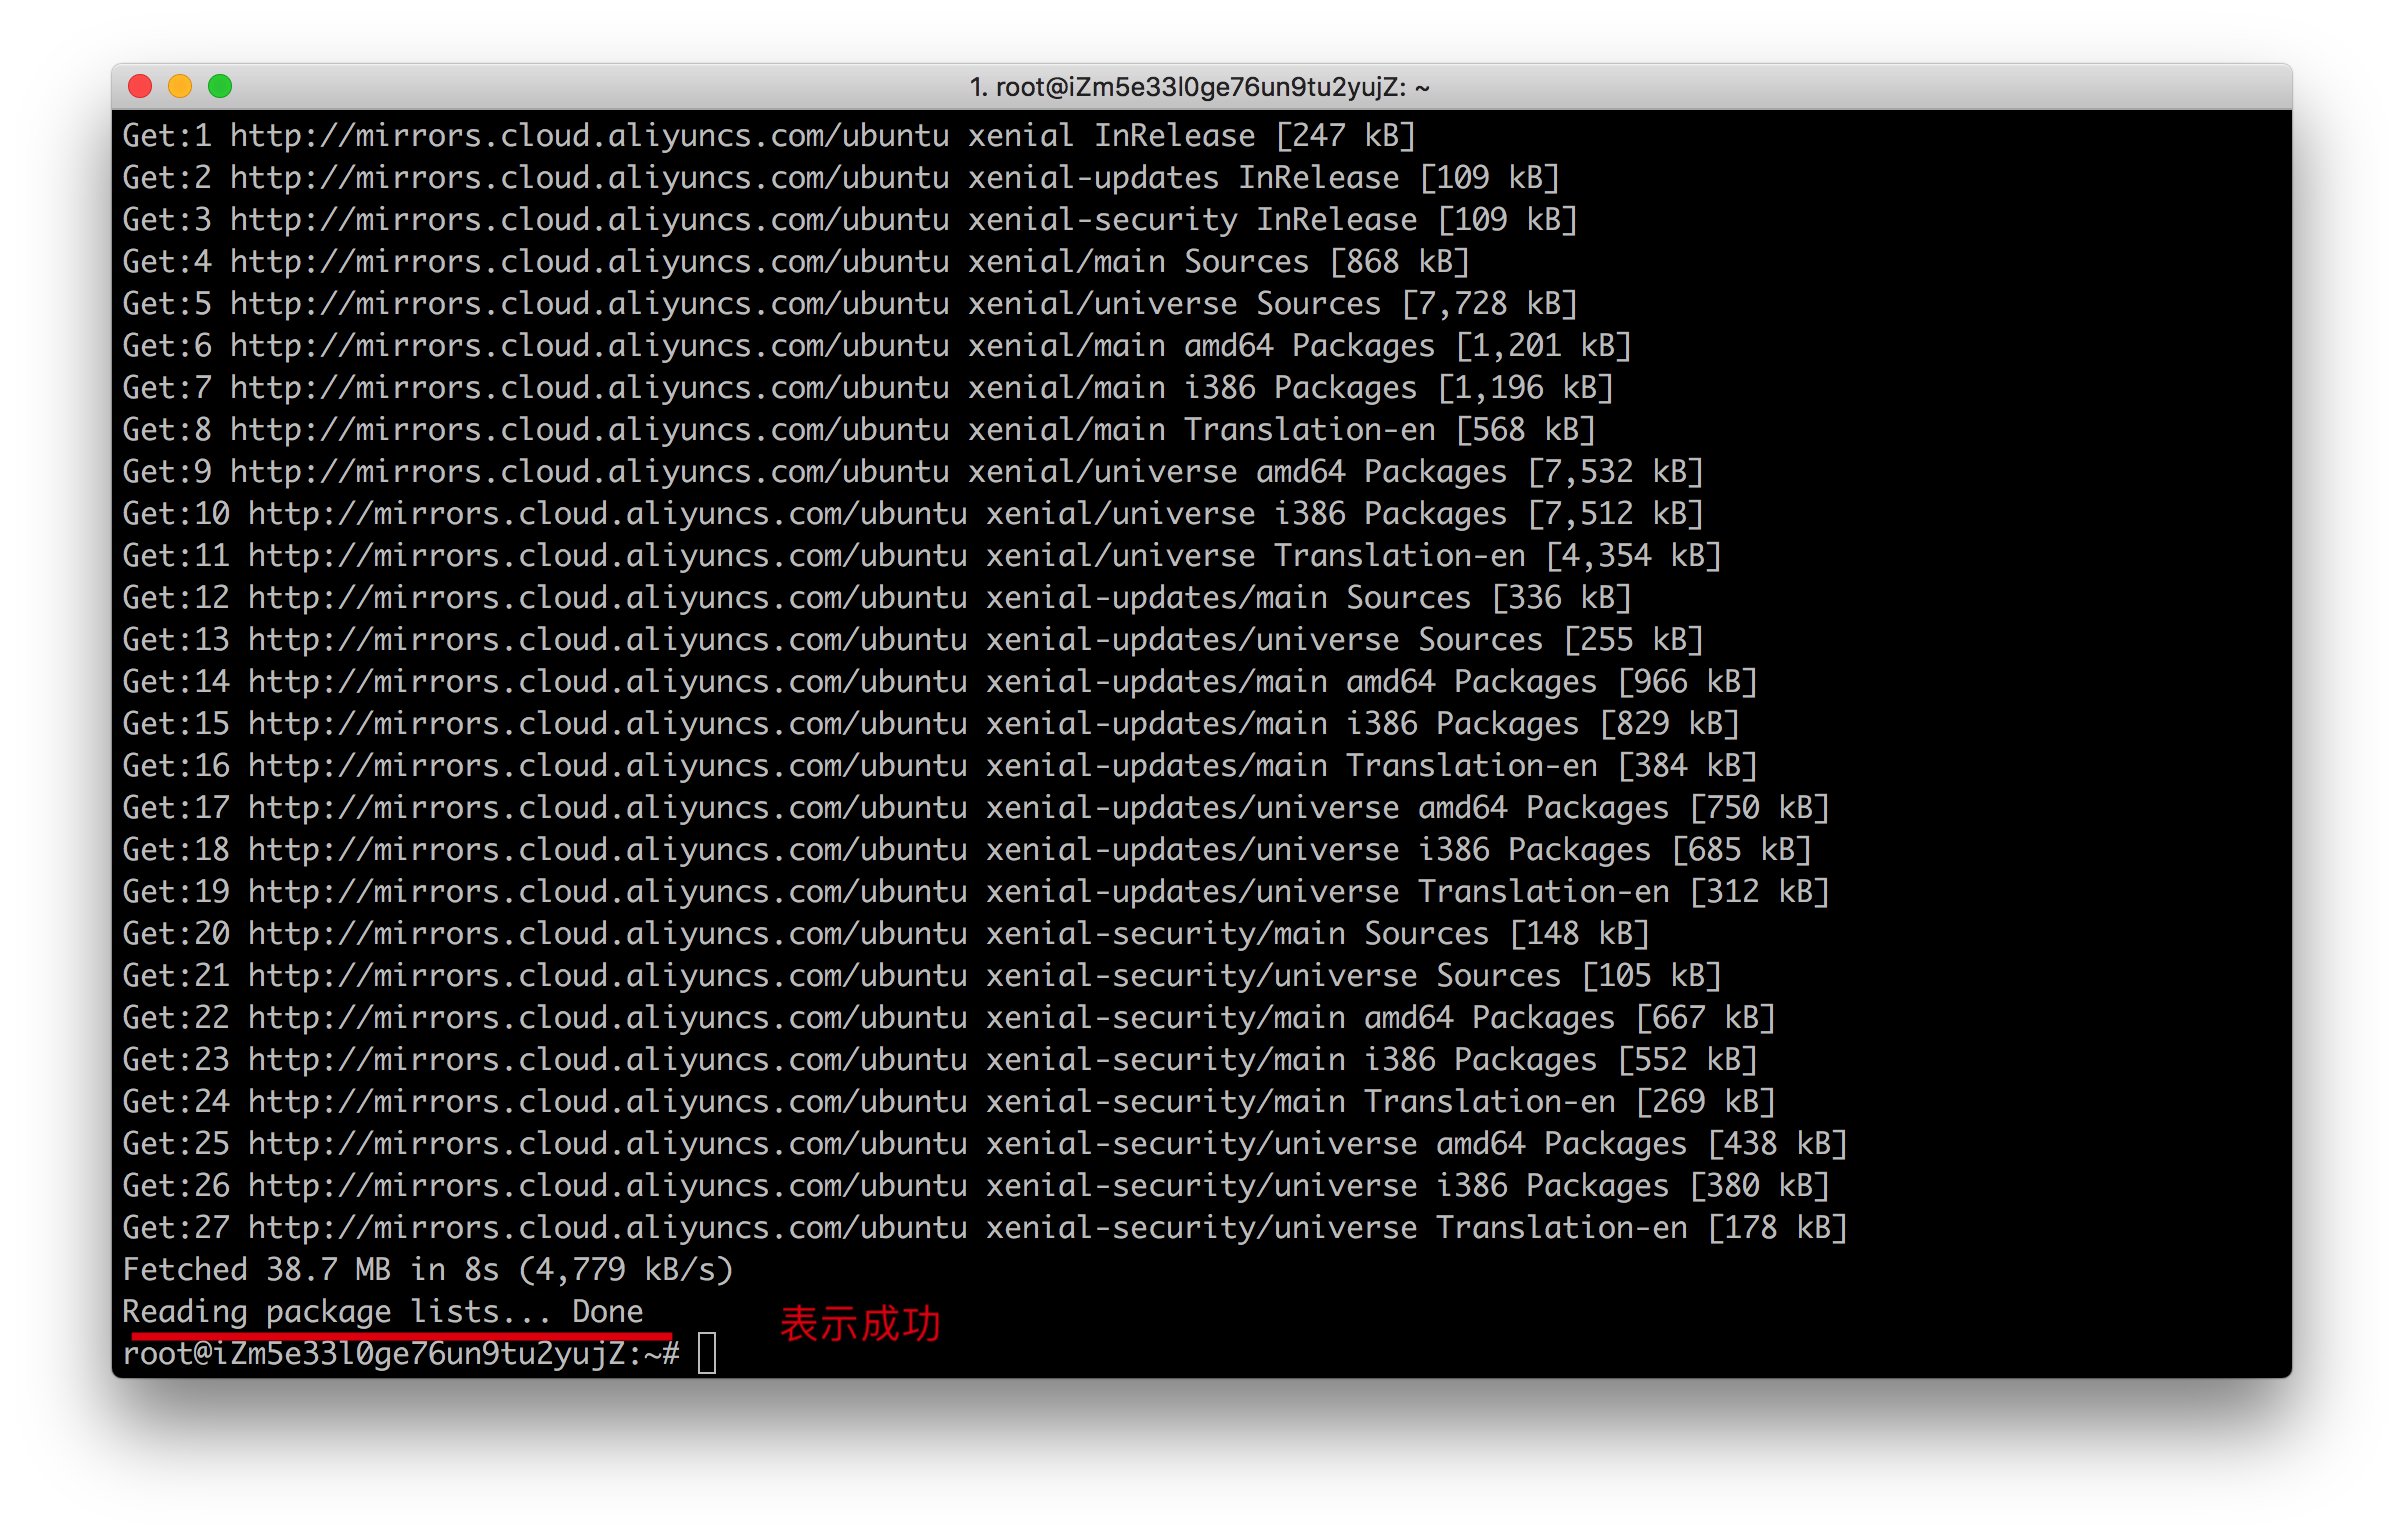 1. root@iZm5e33l0ge76un9tu2yujZ: ~
Get:1 http://mirrors.cloud.aliyuncs.com/ubuntu xenial InRelease [247 kB]
Get:2 http://mirrors.cloud.aliyuncs.com/ubuntu xenial-updates InRelease [109 kB]
Get:3 http://mirrors.cloud.aliyuncs.com/ubuntu xenial-security InRelease [109 kB]
Get:4 http://mirrors.cloud.aliyuncs.com/ubuntu xenial/main Sources [868 kB]
Get:5 http://mirrors.cloud.aliyuncs.com/ubuntu xenial/universe Sources [7,728 kB]
Get:6 http://mirrors.cloud.aliyuncs.com/ubuntu xenial/main amd64 Packages [1,201 kB]
Get:7 http://mirrors.cloud.aliyuncs.com/ubuntu xenial/main i386 Packages [1,196 kB]
Get:8 http://mirrors.cloud.aliyuncs.com/ubuntu xenial/main Translation-en [568 kB]
Get:9 http://mirrors.cloud.aliyuncs.com/ubuntu xenial/universe amd64 Packages [7,532 kB]
Get:10 http://mirrors.cloud.aliyuncs.com/ubuntu xenial/universe i386 Packages [7,512 kB]
Get:11 http://mirrors.cloud.aliyuncs.com/ubuntu xenial/universe Translation-en [4,354 kB]
Get:12 http://mirrors.cloud.aliyuncs.com/ubuntu xenial-updates/main Sources [336 kB]
Get:13 http://mirrors.cloud.aliyuncs.com/ubuntu xenial-updates/universe Sources [255 kB]
Get:14 http://mirrors.cloud.aliyuncs.com/ubuntu xenial-updates/main amd64 Packages [966 kB]
Get:15 http://mirrors.cloud.aliyuncs.com/ubuntu xenial-updates/main i386 Packages [829 kB]
Get:16 http://mirrors.cloud.aliyuncs.com/ubuntu xenial-updates/main Translation-en [384 kB]
Get:17 http://mirrors.cloud.aliyuncs.com/ubuntu xenial-updates/universe amd64 Packages [750 kB]
Get:18 http://mirrors.cloud.aliyuncs.com/ubuntu xenial-updates/universe i386 Packages [685 kB]
Get:19 http://mirrors.cloud.aliyuncs.com/ubuntu xenial-updates/universe Translation-en [312 kB]
Get:20 http://mirrors.cloud.aliyuncs.com/ubuntu xenial-security/main Sources [148 kB]
Get:21 http://mirrors.cloud.aliyuncs.com/ubuntu xenial-security/universe Sources [105 kB]
Get:22 http://mirrors.cloud.aliyuncs.com/ubuntu xenial-security/main amd64 Packages [667 kB]
Get:23 http://mirrors.cloud.aliyuncs.com/ubuntu xenial-security/main i386 Packages [552 kB]
Get:24 http://mirrors.cloud.aliyuncs.com/ubuntu xenial-security/main Translation-en [269 kB]
Get:25 http://mirrors.cloud.aliyuncs.com/ubuntu xenial-security/universe amd64 Packages [438 kB]
Get:26 http://mirrors.cloud.aliyuncs.com/ubuntu xenial-security/universe i386 Packages [380 kB]
Get:27 http://mirrors.cloud.aliyuncs.com/ubuntu xenial-security/universe Translation-en [178 kB]
Fetched 38.7 MB in 8s (4,779 kB/s)
Reading package lists... Done
表示成功
root@iZm5e33l0ge76un9tu2yujZ:~#